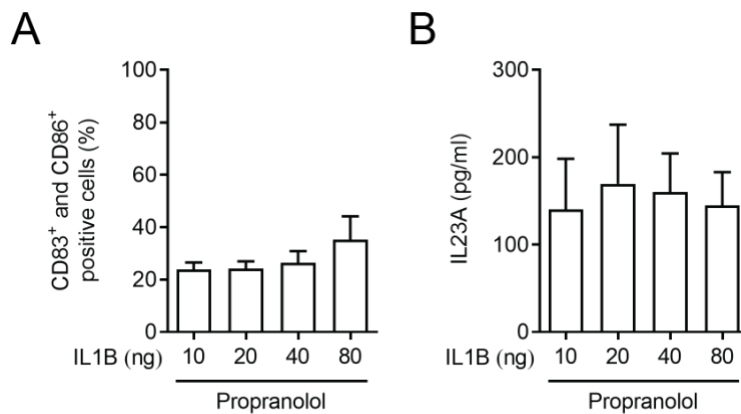 A
CD83⁺ and CD86⁺
positive cells (%)
100
80
60
40
20
0
IL1B (ng) 10 20 40 80
Propranolol
B
IL23A (pg/ml)
300
200
150
100
0
IL1B (ng) 10 20 40 80
Propranolol